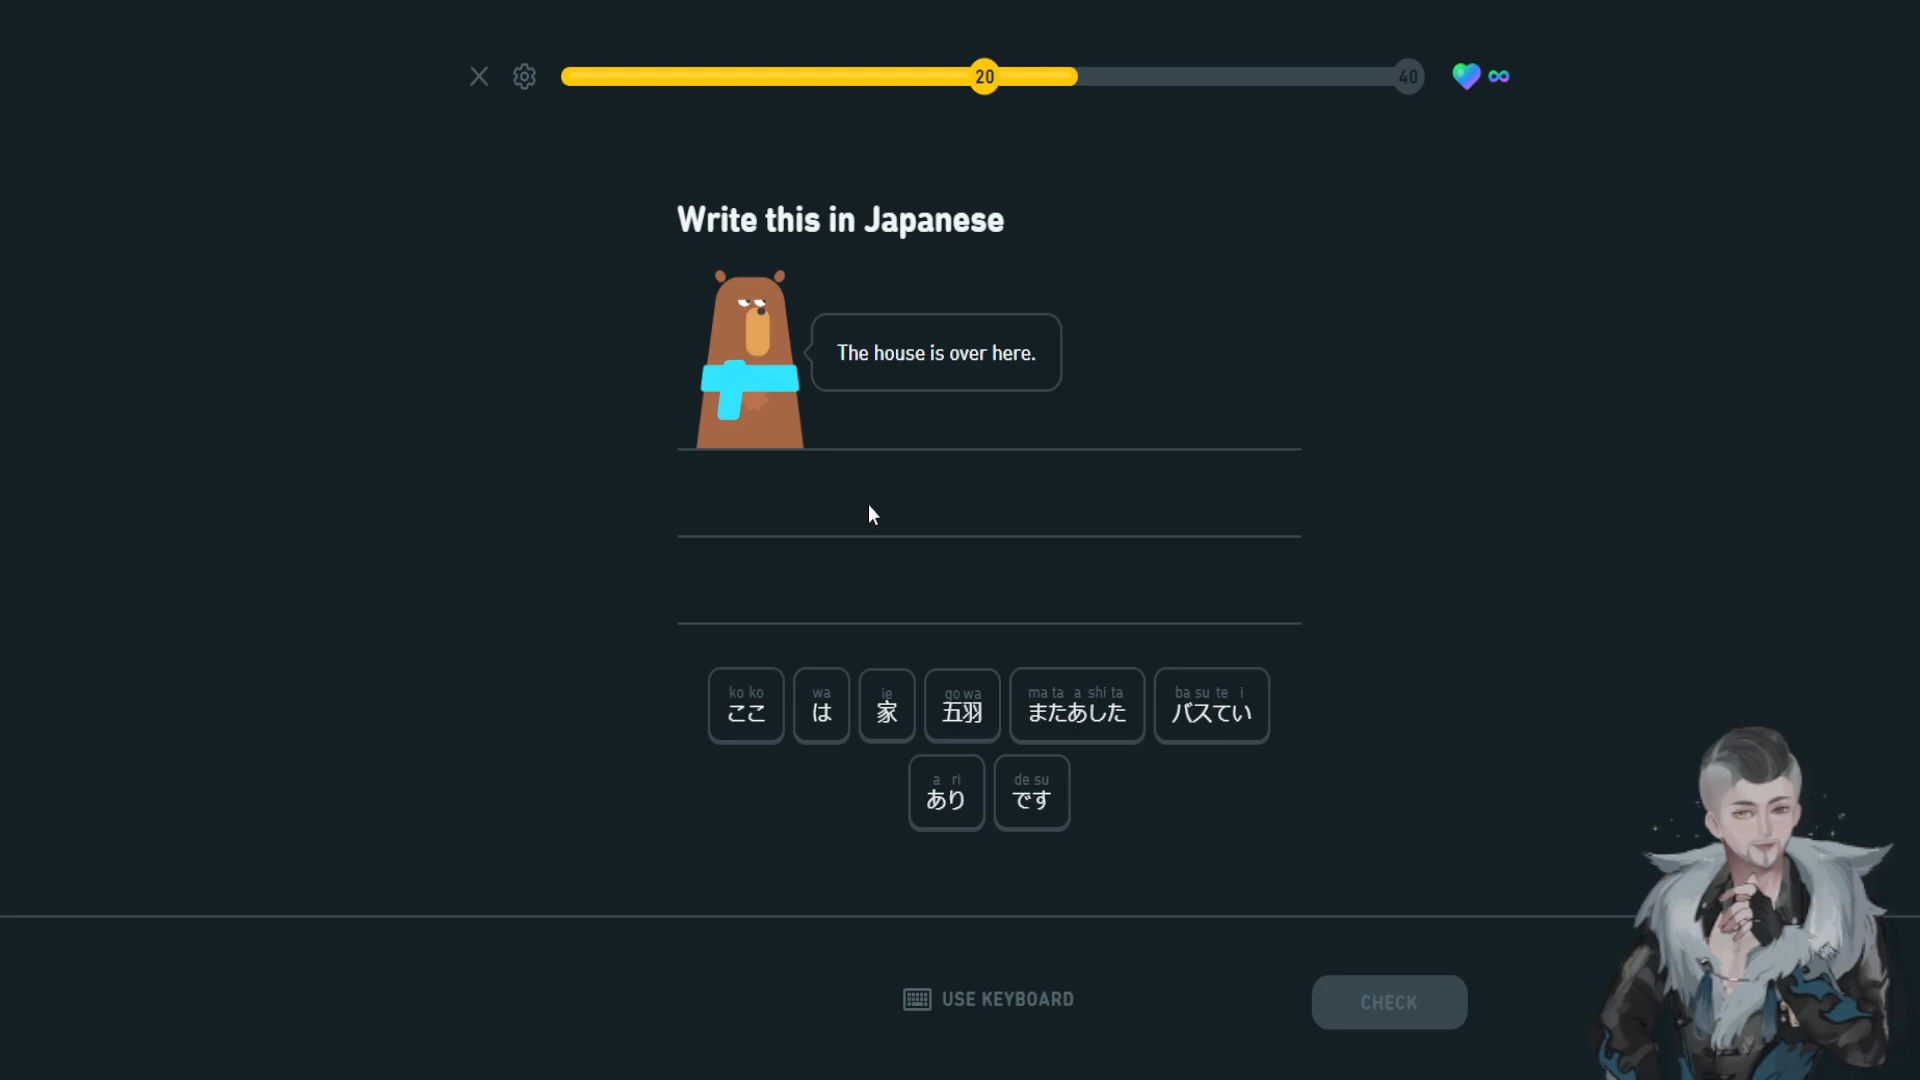 20
40
∞
Write this in Japanese
The house is over here.
ko ko wa ie go wa ma ta a shi ta ba su te i
ここ は 家 五羽 またあした バスてい
a ri de su
あり です
USE KEYBOARD
CHECK